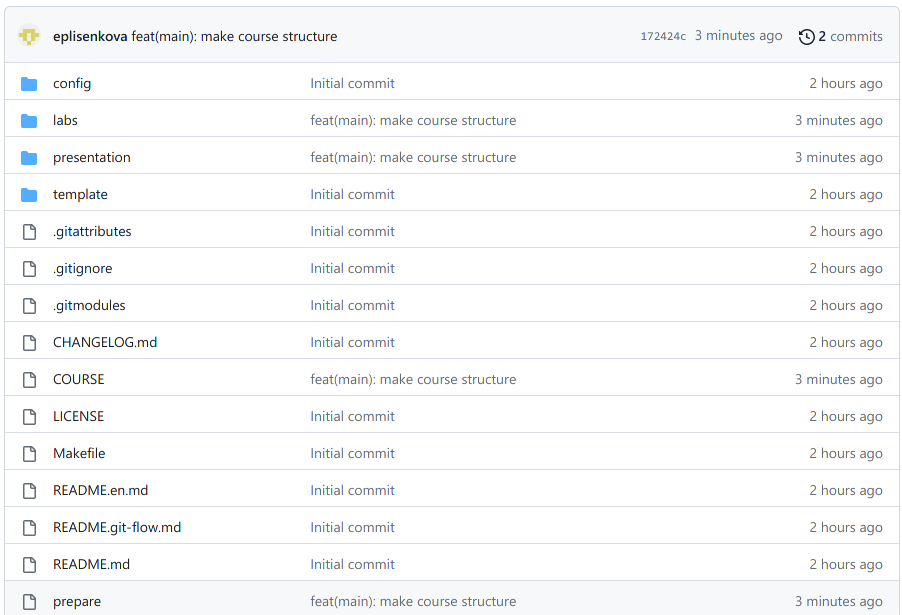 eplisenkova feat(main): make course structure 172424c 3 minutes ago 2 commits
config Initial commit 2 hours ago
labs feat(main): make course structure 3 minutes ago
presentation feat(main): make course structure 3 minutes ago
template Initial commit 2 hours ago
.gitattributes Initial commit 2 hours ago
.gitignore Initial commit 2 hours ago
.gitmodules Initial commit 2 hours ago
CHANGELOG.md Initial commit 2 hours ago
COURSE feat(main): make course structure 3 minutes ago
LICENSE Initial commit 2 hours ago
Makefile Initial commit 2 hours ago
README.en.md Initial commit 2 hours ago
README.git-flow.md Initial commit 2 hours ago
README.md Initial commit 2 hours ago
prepare feat(main): make course structure 3 minutes ago